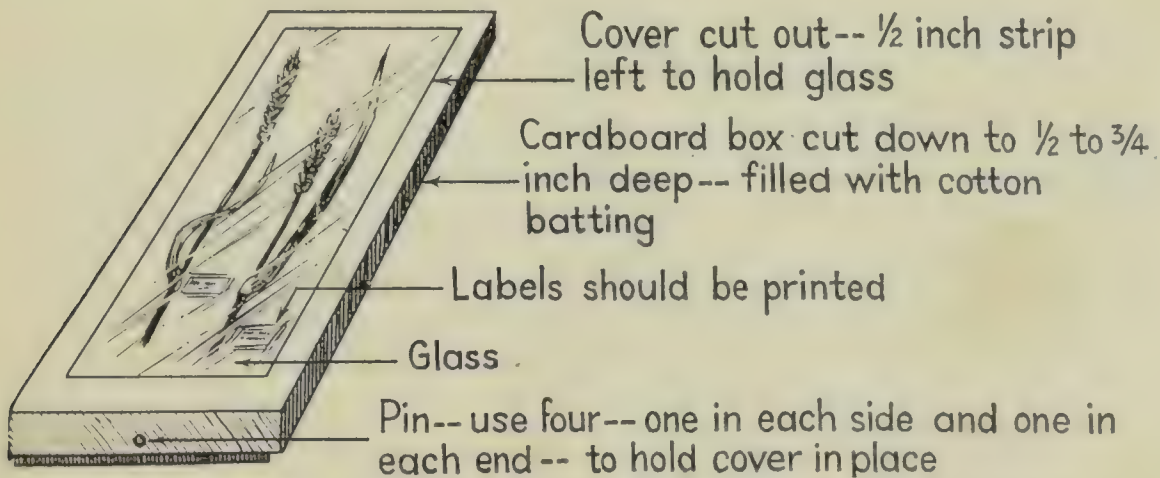 Cover cut out-- ½ inch strip
left to hold glass
Cardboard box cut down to ½ to ¾
inch deep-- filled with cotton
batting
Labels should be printed
Glass
Pin-- use four-- one in each side and one in
each end-- to hold cover in place